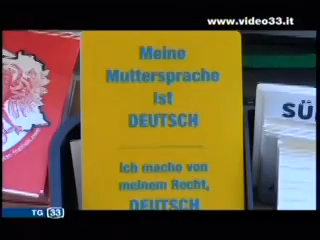 www.video33.it
Meine
Muttersprache
ist
DEUTSCH
Ich mache von
meinem Recht,
DEUTSCH
SÜ
TG 33